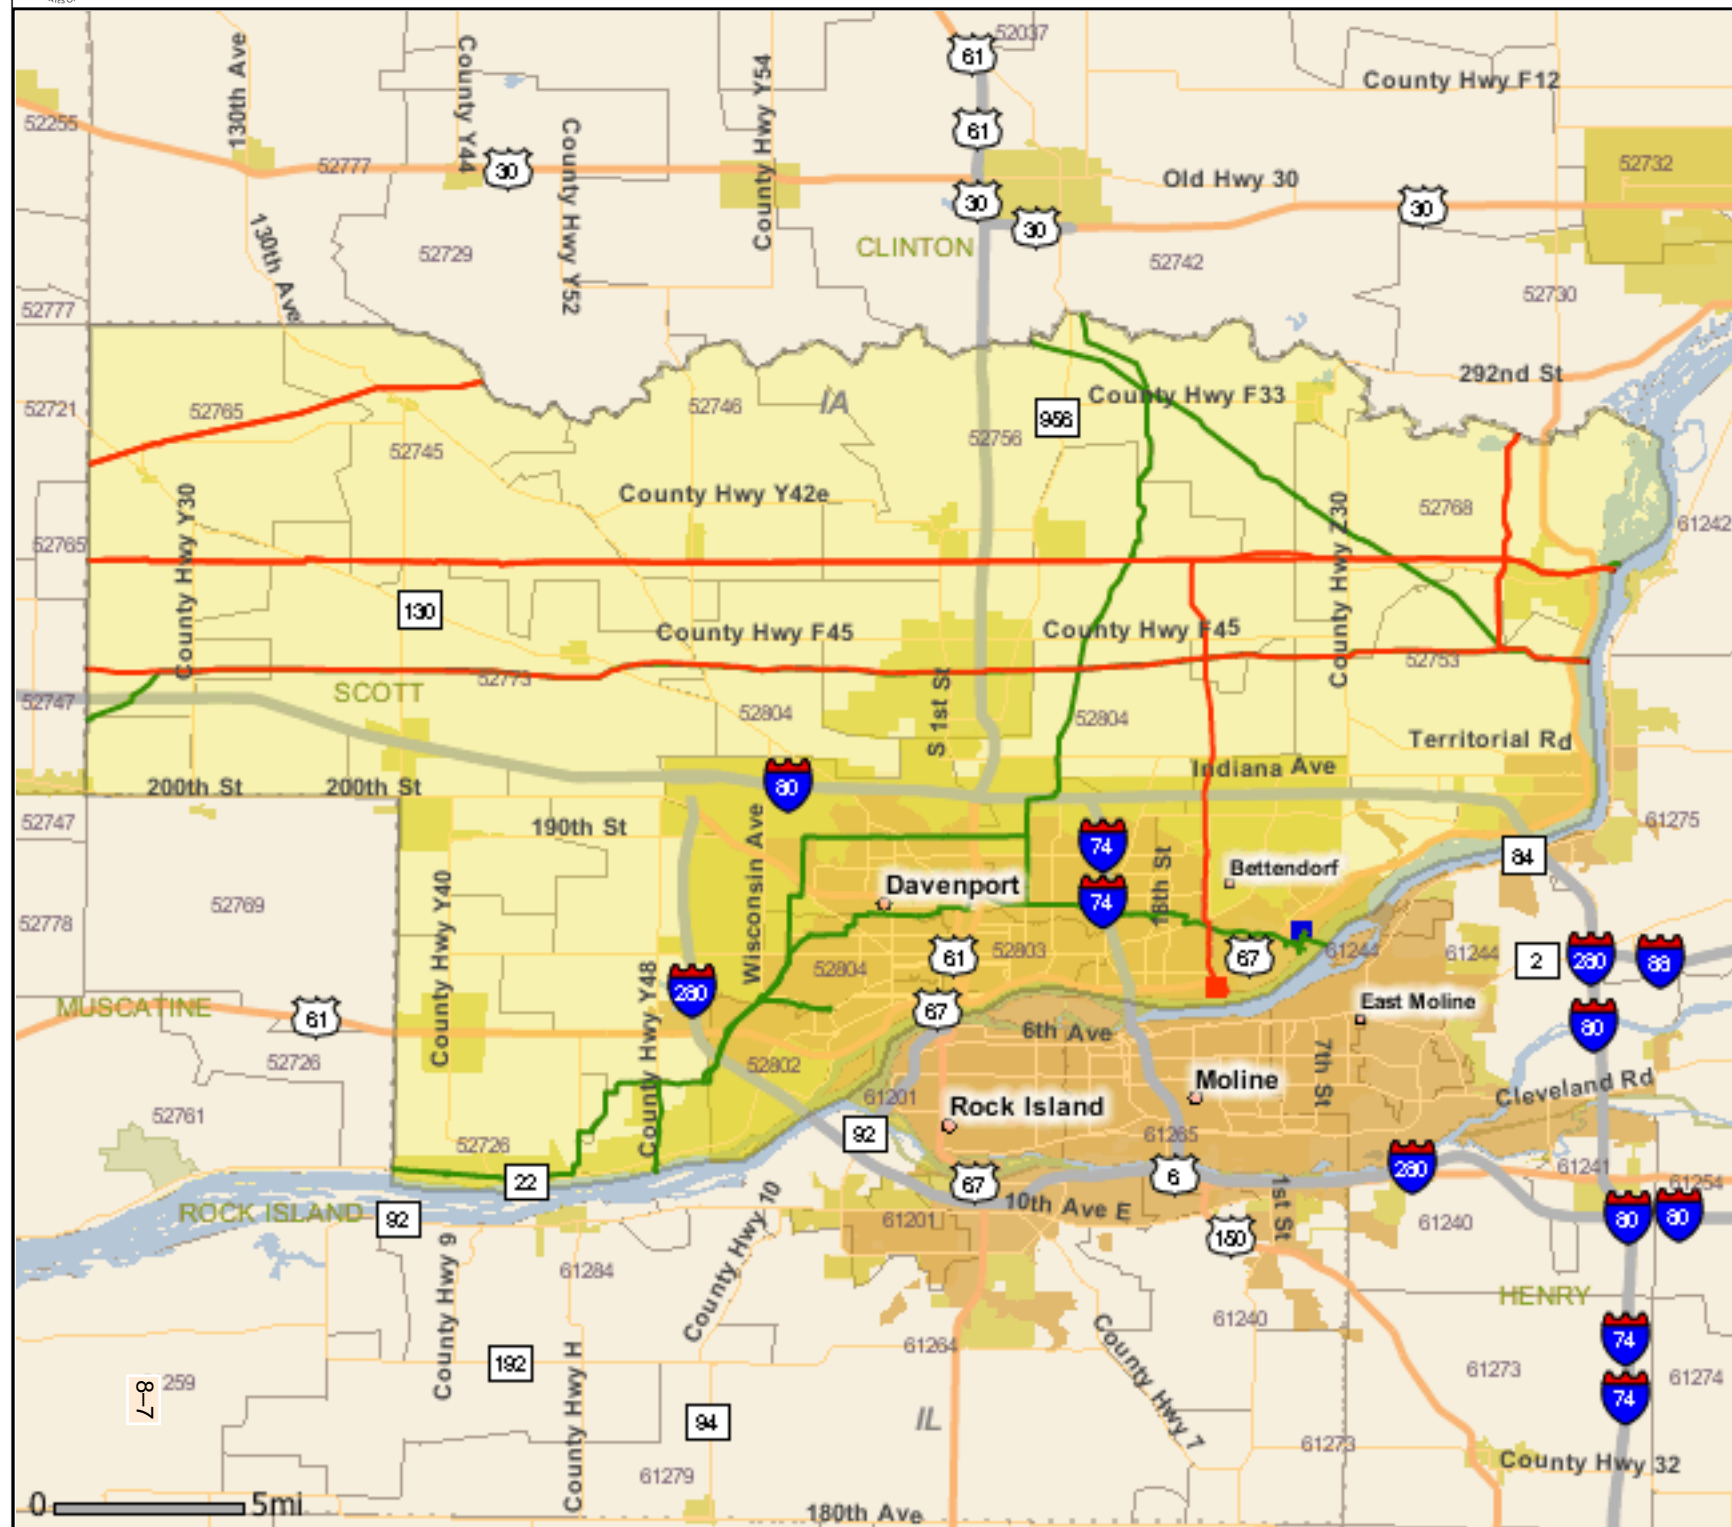 61
52037
130th Ave
County Y44
County Hwy Y54
County Hwy F12
52255
61
52777
30
County Hwy Y52
Old Hwy 30
52732
30
30
30
130th Ave
52729
CLINTON
52742
52730
52777
292nd St
52721
52765
52746
IA
County Hwy F33
956
52745
52756
County Hwy Y42e
52768
County Hwy Y30
County Hwy Z30
61242
52765
130
County Hwy F45
County Hwy F45
52753
52773
SCOTT
52747
S 1st St
52804
52804
Territorial Rd
Indiana Ave
200th St
200th St
80
52747
190th St
Wisconsin Ave
61275
74
84
18th St
Bettendorf
Davenport
74
52769
52778
County Hwy Y40
61
52803
67
61244
61244
2
280
88
52804
280
County Hwy Y48
MUSCATINE
61
67
East Moline
80
6th Ave
52726
52802
7th St
Moline
Cleveland Rd
61201
Rock Island
52761
92
61265
52726
280
61241
22
67
6
61254
10th Ave E
1st St
ROCK ISLAND
92
County Hwy 10
61201
150
61240
80
80
County Hwy 9
61284
HENRY
61240
61264
County Hwy 7
74
192
County Hwy H
61273
61274
259
8-7
74
94
IL
61273
County Hwy 32
61279
0
5mi
180th Ave